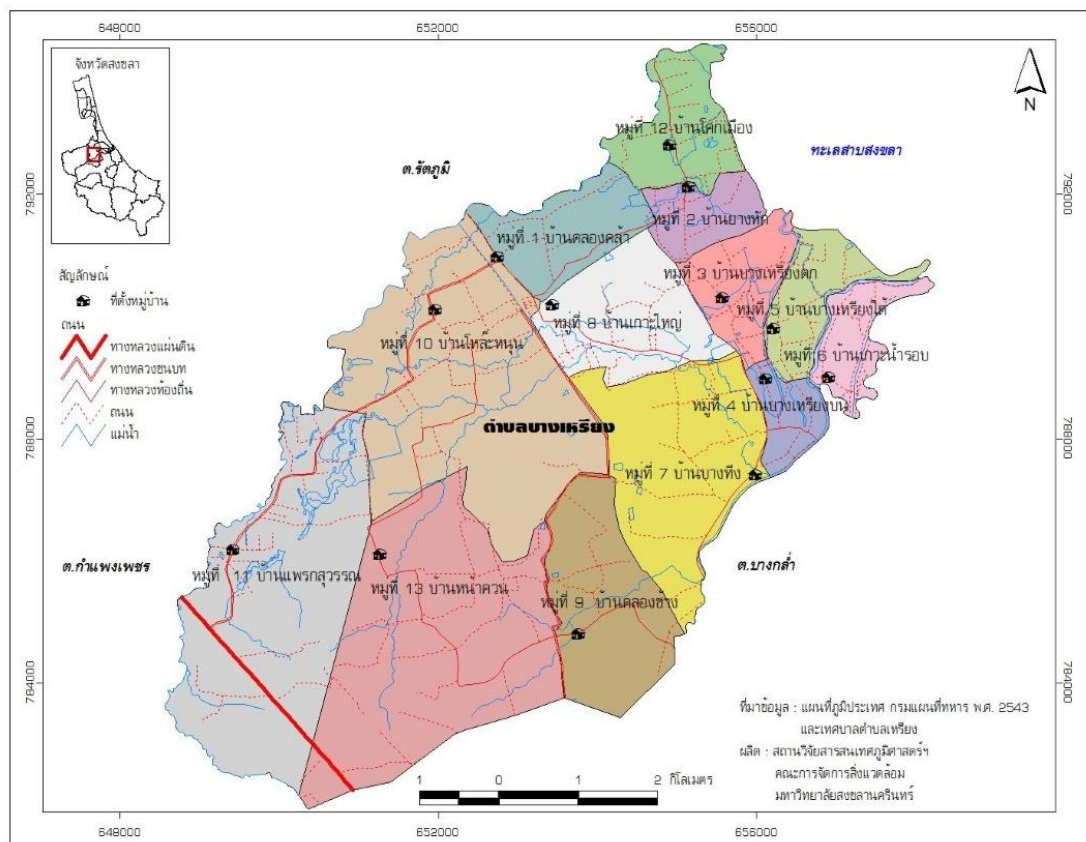 648000
652000
656000
จังหวัดสงขลา
N
792000
792000
หมู่ที่ 12 บ้านโคกเมือง
ทะเลสาบสงขลา
ต.รัตภูมิ
หมู่ที่ 2 บ้านยางหัก
หมู่ที่ 1 บ้านคลองคล้า
หมู่ที่ 3 บ้านบางเหรียงตก
สัญลักษณ์
ที่ตั้งหมู่บ้าน
ถนน
ทางหลวงแผ่นดิน
ทางหลวงชนบท
ทางหลวงท้องถิ่น
ถนน
แม่น้ำ
หมู่ที่ 5 บ้านบางเหรียงใต้
หมู่ที่ 8 บ้านเกาะใหญ่
หมู่ที่ 10 บ้านโหล๊ะหนุน
หมู่ที่ 6 บ้านเกาะน้ำรอบ
หมู่ที่ 4 บ้านบางเหรียงบน
ตำบลบางเหรียง
788000
788000
หมู่ที่ 7 บ้านบางทึง
ต.กำแพงเพชร
หมู่ที่ 11 บ้านแพรกสุวรรณ
หมู่ที่ 13 บ้านหน้าควน
ต.บางกล่ำ
หมู่ที่ 9 บ้านคลองช้าง
784000
784000
ที่มาข้อมูล : แผนที่ภูมิประเทศ กรมแผนที่ทหาร พ.ศ. 2543
และเทศบาลตำบลเหรียง
ผลิต : สถานวิจัยสารสนเทศภูมิศาสตร์ฯ
คณะการจัดการสิ่งแวดล้อม
มหาวิทยาลัยสงขลานครินทร์
1 0 1 2 กิโลเมตร
648000
652000
656000